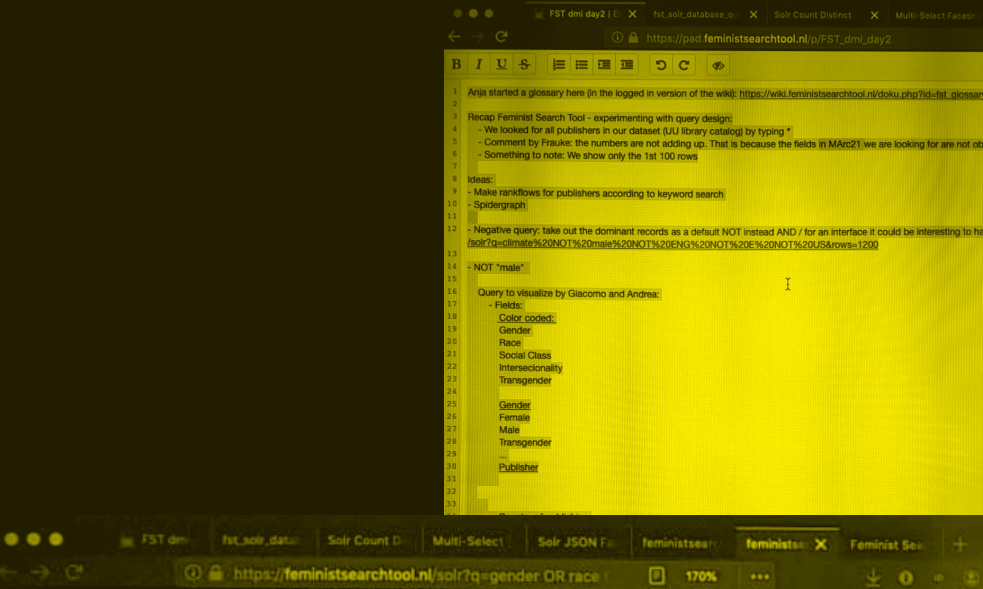 FST dmi day2 | E
fst_solr_database_q
Solr Count Distinct
Multi-Select Facetin
https://pad.feministsearchtool.nl/p/FST_dmi_day2
B I U S
1 Anja started a glossary here (in the logged in version of the wiki): https://wiki.feministsearchtool.nl/doku.php?id=fst_glossary
2
3 Recap Feminist Search Tool - experimenting with query design:
4 - We looked for all publishers in our dataset (UU library catalog) by typing *
5 - Comment by Frauke: the numbers are not adding up. That is because the fields in MArc21 we are looking for are not ob
6 - Something to note: We show only the 1st 100 rows
7
8 Ideas:
9 - Make rankflows for publishers according to keyword search
10 - Spidergraph
11
12 - Negative query: take out the dominant records as a default NOT instead AND / for an interface it could be interesting to ha
/solr?q=climate%20NOT%20male%20NOT%20ENG%20NOT%20E%20NOT%20US&rows=1200
13
14 - NOT "male"
15
16 Query to visualize by Giacomo and Andrea:
17 - Fields:
18 Color coded:
19 Gender
20 Race
21 Social Class
22 Intersecionality
23 Transgender
24
25 Gender
26 Female
27 Male
28 Transgender
29 ...
30 Publisher
31
32
33
FST dm
fst_solr_data
Solr Count D
Multi-Select
Solr JSON Fa
feministsear
feministse
Feminist Sea
https://feministsearchtool.nl/solr?q=gender OR race
170%